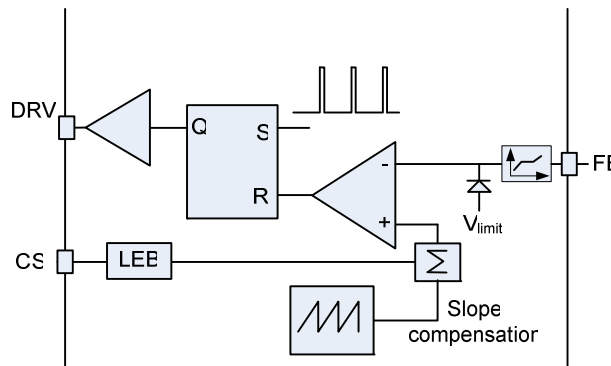 DRV
Q
S
R
-
+
FB
Vlimit
CS
LEB
Σ
Slope
compensation